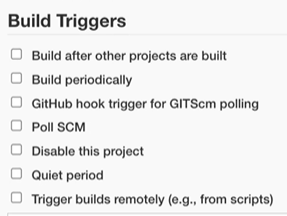 Build Triggers
Build after other projects are built
Build periodically
GitHub hook trigger for GITScm polling
Poll SCM
Disable this project
Quiet period
Trigger builds remotely (e.g., from scripts)